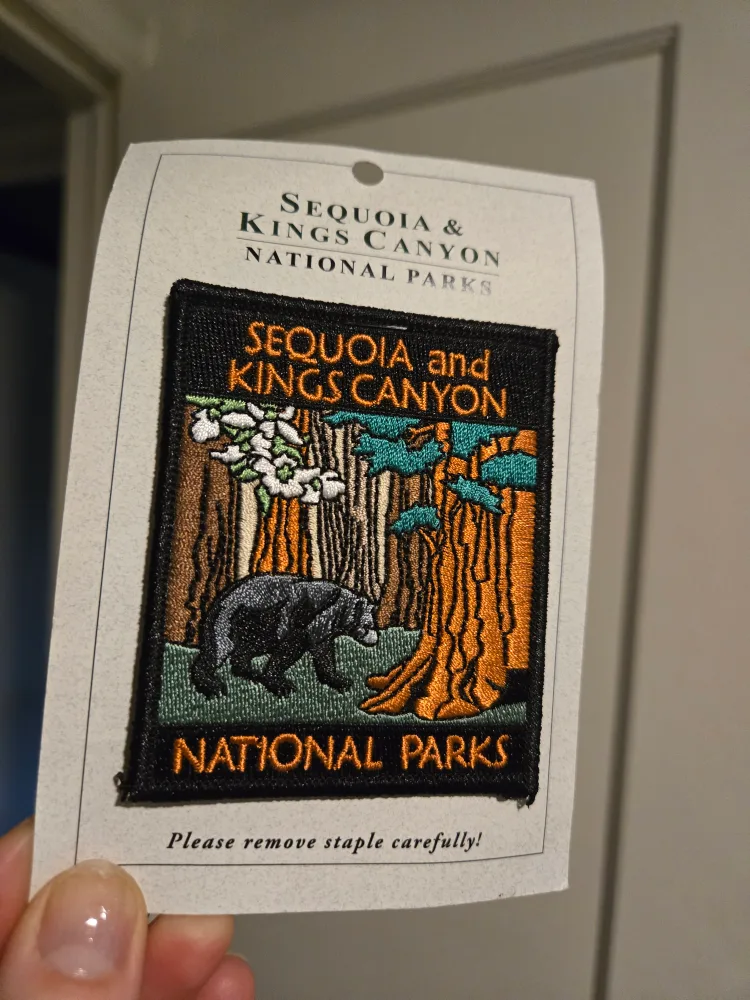 SEQUOIA &
KINGS CANYON
NATIONAL PARKS
SEQUOIA and
KINGS CANYON
NATIONAL PARKS
Please remove staple carefully!